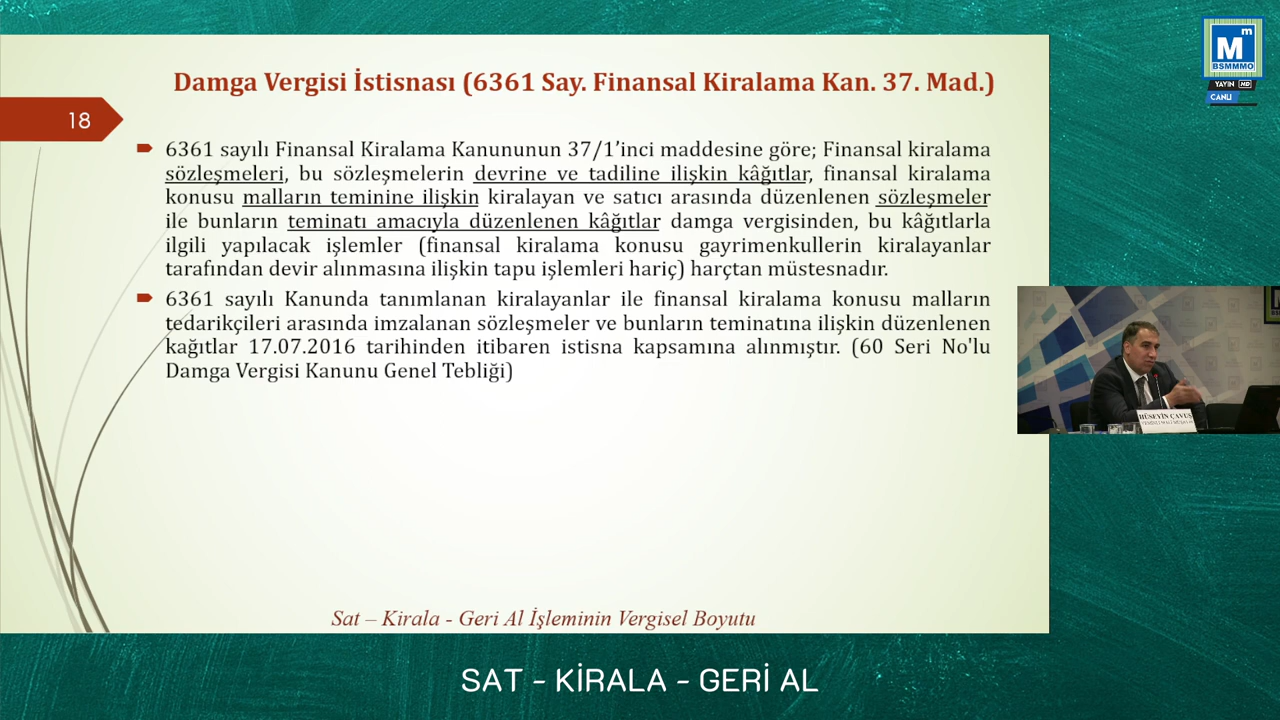 Damga Vergisi İstisnası (6361 Say. Finansal Kiralama Kan. 37. Mad.)
18
6361 sayılı Finansal Kiralama Kanununun 37/1’inci maddesine göre; Finansal kiralama
sözleşmeleri, bu sözleşmelerin devrine ve tadiline ilişkin kâğıtlar, finansal kiralama
konusu malların teminine ilişkin kiralayan ve satıcı arasında düzenlenen sözleşmeler
ile bunların teminatı amacıyla düzenlenen kâğıtlar damga vergisinden, bu kâğıtlarla
ilgili yapılacak işlemler (finansal kiralama konusu gayrimenkullerin kiralayanlar
tarafından devir alınmasına ilişkin tapu işlemleri hariç) harçtan müstesnadır.
6361 sayılı Kanunda tanımlanan kiralayanlar ile finansal kiralama konusu malların
tedarikçileri arasında imzalanan sözleşmeler ve bunların teminatına ilişkin düzenlenen
kağıtlar 17.07.2016 tarihinden itibaren istisna kapsamına alınmıştır. (60 Seri No'lu
Damga Vergisi Kanunu Genel Tebliği)
Sat – Kirala - Geri Al İşleminin Vergisel Boyutu
M m
BSMMMO
YAYIN HD
CANLI
HÜSEYİN ÇAVUŞ
SAT - KİRALA - GERİ AL